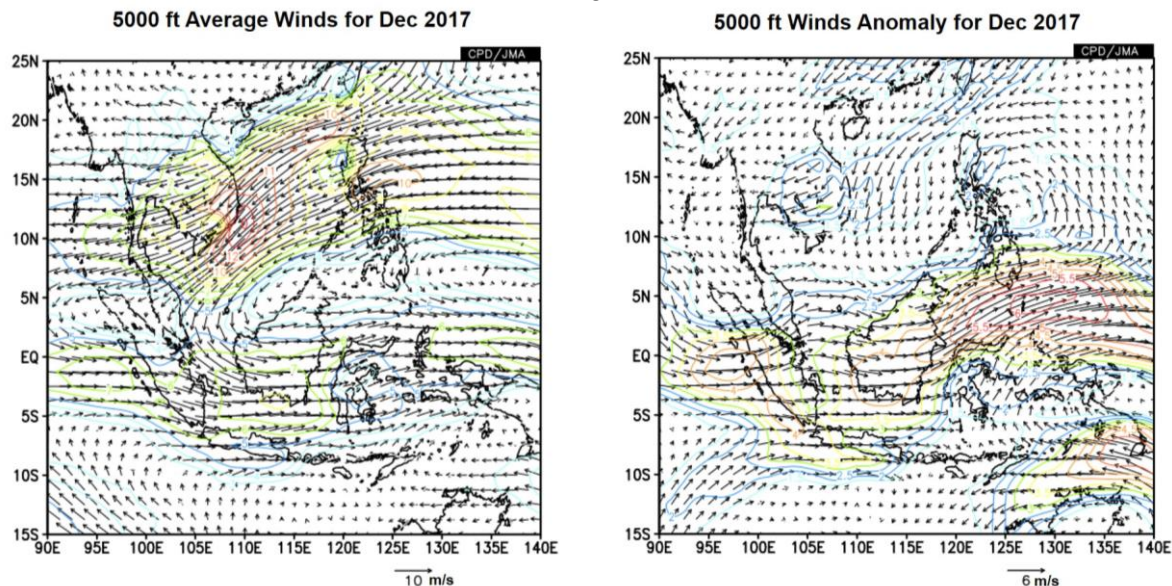 5000 ft Average Winds for Dec 2017
CPD/JMA
25N
20N
15N
10N
5N
EQ
5S
10S
15S
90E 95E 100E 105E 110E 115E 120E 125E 130E 135E 140E
10 m/s
5000 ft Winds Anomaly for Dec 2017
CPD/JMA
25N
20N
15N
10N
5N
EQ
5S
10S
15S
90E 95E 100E 105E 110E 115E 120E 125E 130E 135E 140E
6 m/s